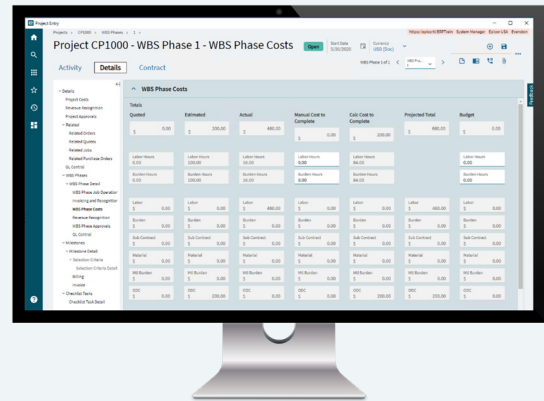 Project Entry
Projects > CP1000 > WBS Phases > 1 >
System Manager Epicor USA Evanston
Project CP1000 - WBS Phase 1 - WBS Phase Costs
Open
Start Date
5/30/2020
Currency
USD [Doc]
WBS Phase 1 of 1
WBS Pha...
1
Activity Details Contract
Feedback
Details
Project Costs
Revenue Recognition
Project Approvals
Related
Related Orders
Related Quotes
Related Jobs
Related Purchase Orders
GL Control
WBS Phases
WBS Phase Detail
WBS Phase Job Operation
Invoicing and Recognition
WBS Phase Costs
Revenue Recognition
WBS Phase Approvals
GL Control
Milestones
Milestone Detail
Selection Criteria
Selection Criteria Detail
Billing
Invoice
Checklist Tasks
Checklist Task Detail
WBS Phase Costs
Totals
Quoted Estimated Actual Manual Cost to Complete Calc Cost to Complete Projected Total Budget
$ 0.00 $ 200.00 $ 480.00 $ 0.00 $ 200.00 $ 680.00 $ 0.00
Labor Hours Labor Hours Labor Hours Labor Hours Labor Hours Labor Hours
0.00 100.00 16.00 0.00 84.00 0.00
Burden Hours Burden Hours Burden Hours Burden Hours Burden Hours Burden Hours
0.00 100.00 16.00 0.00 84.00 0.00
Labor Labor Labor Labor Labor Labor Labor
$ 0.00 $ 0.00 $ 480.00 $ 0.00 $ 0.00 $ 480.00 $ 0.00
Burden Burden Burden Burden Burden Burden Burden
$ 0.00 $ 0.00 $ 0.00 $ 0.00 $ 0.00 $ 0.00 $ 0.00
Sub Contract Sub Contract Sub Contract Sub Contract Sub Contract Sub Contract Sub Contract
$ 0.00 $ 0.00 $ 0.00 $ 0.00 $ 0.00 $ 0.00 $ 0.00
Material Material Material Material Material Material Material
$ 0.00 $ 0.00 $ 0.00 $ 0.00 $ 0.00 $ 0.00 $ 0.00
Mtl Burden Mtl Burden Mtl Burden Mtl Burden Mtl Burden Mtl Burden Mtl Burden
$ 0.00 $ 0.00 $ 0.00 $ 0.00 $ 0.00 $ 0.00 $ 0.00
ODC ODC ODC ODC ODC ODC ODC
$ 0.00 $ 200.00 $ 0.00 $ 0.00 $ 200.00 $ 200.00 $ 0.00